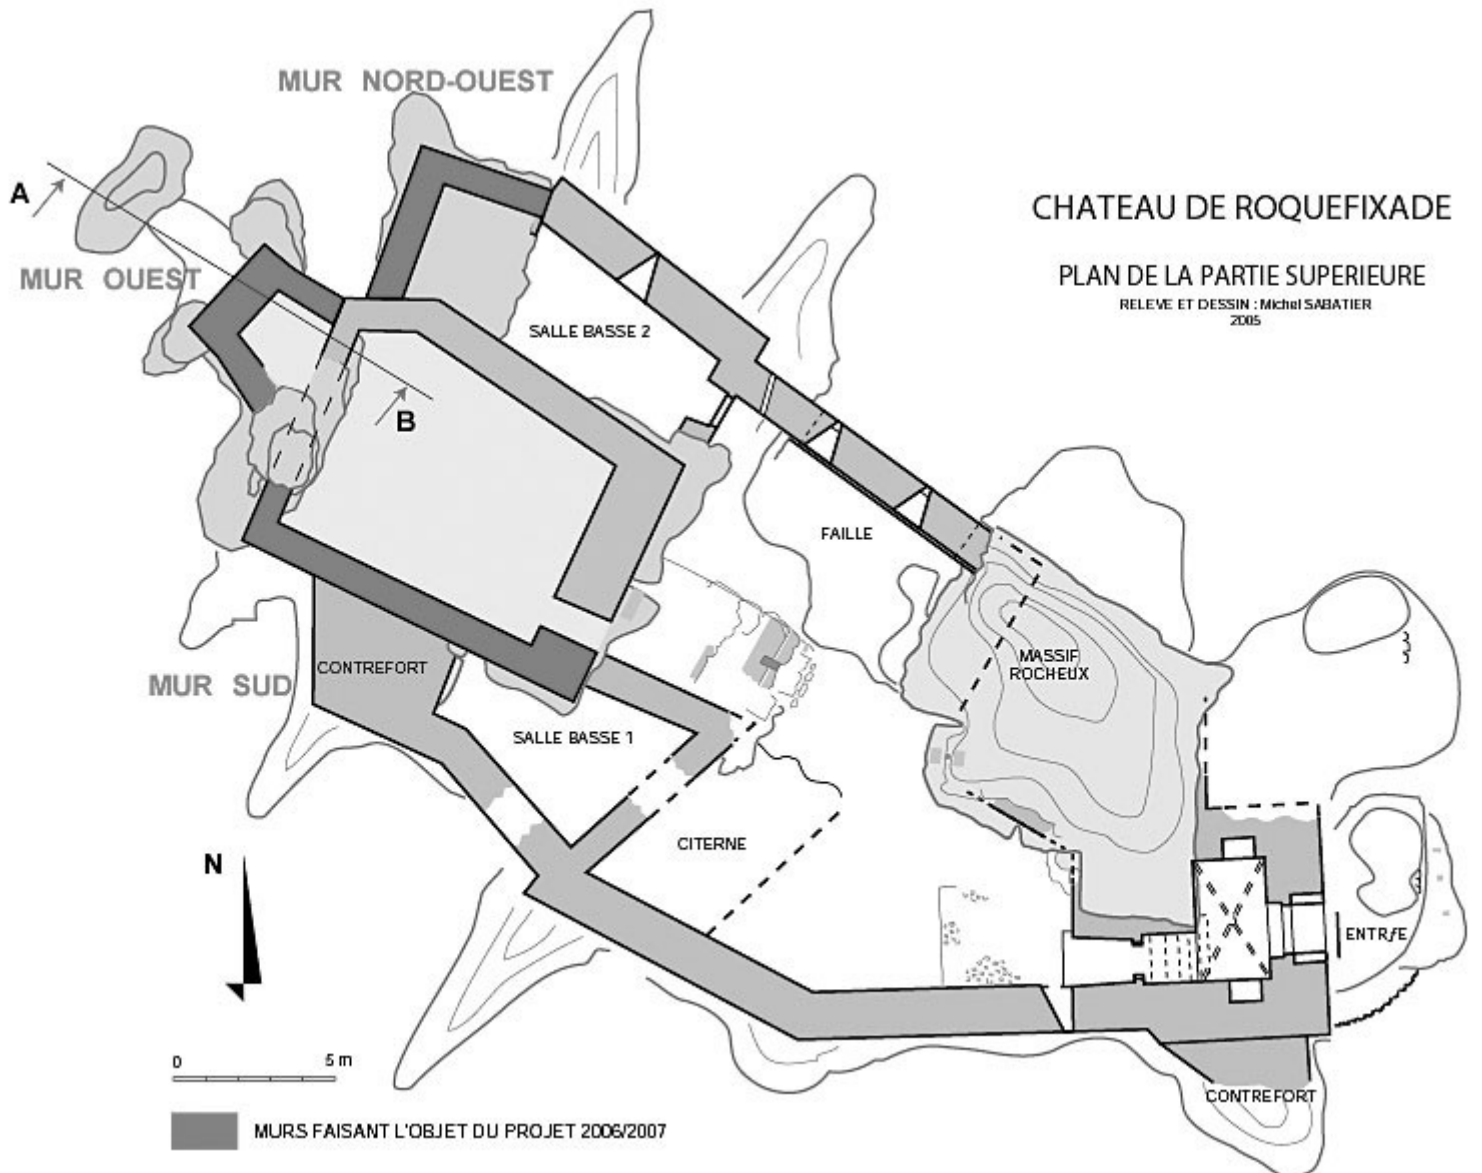 MUR NORD-OUEST
A
CHATEAU DE ROQUEFIXADE
MUR OUEST
PLAN DE LA PARTIE SUPERIEURE
RELEVE ET DESSIN : Michel SABATIER
2005
SALLE BASSE 2
B
FAILLE
MASSIF
ROCHEUX
CONTREFORT
MUR SUD
SALLE BASSE 1
CITERNE
N
ENTRƒE
0 5 m
CONTREFORT
MURS FAISANT L'OBJET DU PROJET 2006/2007